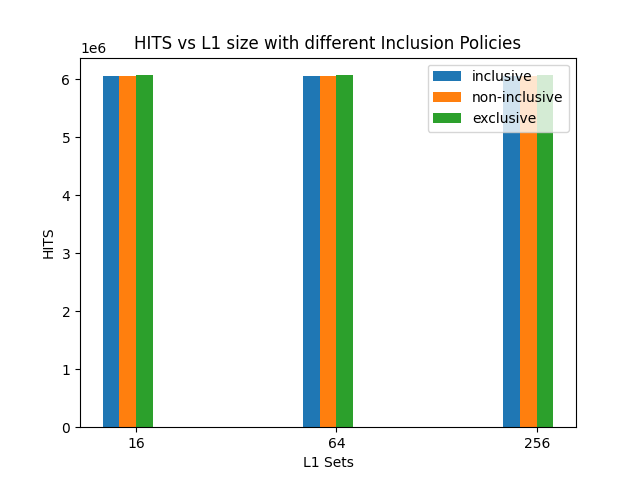 HITS vs L1 size with different Inclusion Policies
1e6
inclusive
non-inclusive
exclusive
6
5
4
3
2
1
0
HITS
16
64
256
L1 Sets